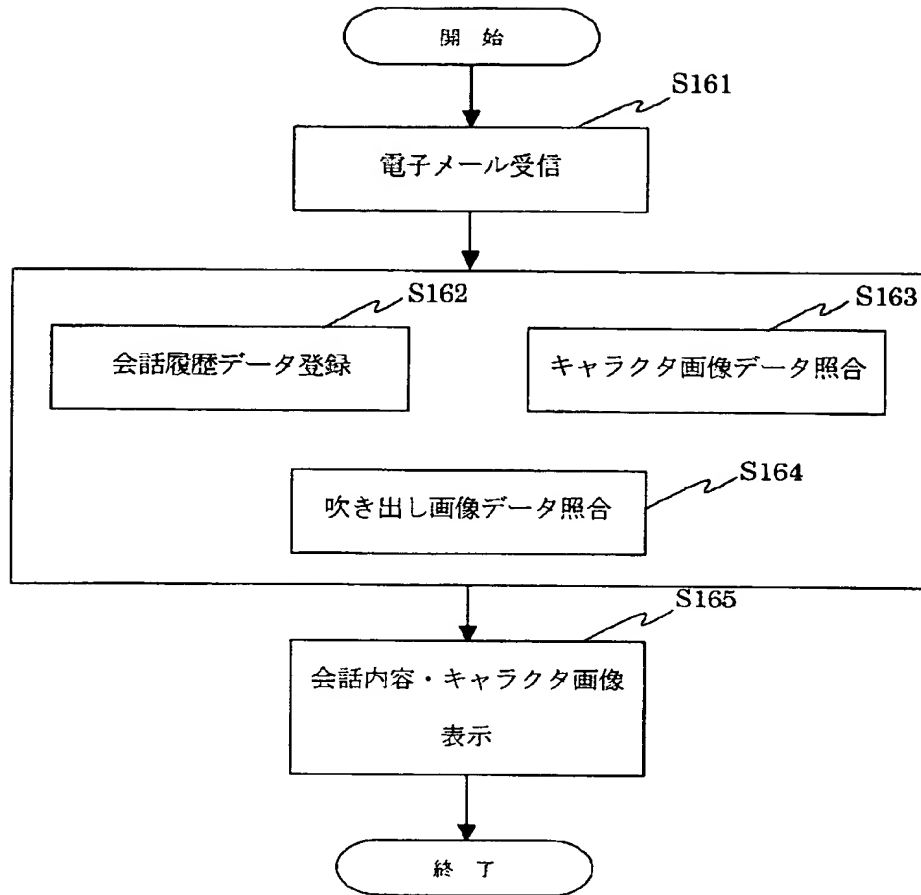 開 始
S161
電子メール受信
S162
会話履歴データ登録
S163
キャラクタ画像データ照合
S164
吹き出し画像データ照合
S165
会話内容・キャラクタ画像
表示
終 了